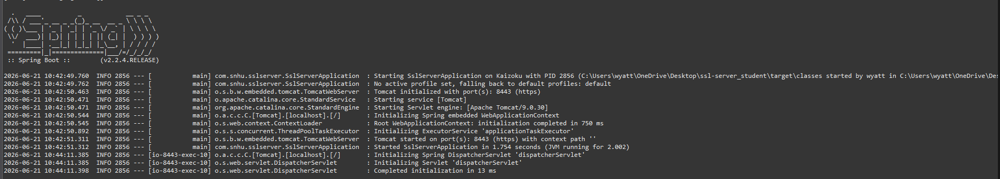 .   ____          _            __ _ _
 /\\ / ___'_ __ _ _(_)_ __  __ _ \ \ \ \
( ( )\___ | '_ | '_| | '_ \/ _` | \ \ \ \
 \\/  ___)| |_)| | | | | || (_| |  ) ) ) )
  '  |____| .__|_| |_|_| |_\__, | / / / /
 =========|_|==============|___/=/_/_/_/
 :: Spring Boot ::        (v2.2.4.RELEASE)
2026-06-21 10:42:49.760  INFO 2856 --- [           main] com.snhu.sslserver.SslServerApplication  : Starting SslServerApplication on Kaizoku with PID 2856 (C:\Users\wyatt\OneDrive\Desktop\ssl-server_student\target\classes started by wyatt in C:\Users\wyatt\OneDrive\Des
2026-06-21 10:42:49.762  INFO 2856 --- [           main] com.snhu.sslserver.SslServerApplication  : No active profile set, falling back to default profiles: default
2026-06-21 10:42:50.463  INFO 2856 --- [           main] o.s.b.w.embedded.tomcat.TomcatWebServer  : Tomcat initialized with port(s): 8443 (https)
2026-06-21 10:42:50.471  INFO 2856 --- [           main] o.apache.catalina.core.StandardService   : Starting service [Tomcat]
2026-06-21 10:42:50.471  INFO 2856 --- [           main] org.apache.catalina.core.StandardEngine  : Starting Servlet engine: [Apache Tomcat/9.0.30]
2026-06-21 10:42:50.544  INFO 2856 --- [           main] o.a.c.c.C.[Tomcat].[localhost].[/]       : Initializing Spring embedded WebApplicationContext
2026-06-21 10:42:50.545  INFO 2856 --- [           main] o.s.web.context.ContextLoader            : Root WebApplicationContext: initialization completed in 750 ms
2026-06-21 10:42:50.892  INFO 2856 --- [           main] o.s.s.concurrent.ThreadPoolTaskExecutor  : Initializing ExecutorService 'applicationTaskExecutor'
2026-06-21 10:42:51.311  INFO 2856 --- [           main] o.s.b.w.embedded.tomcat.TomcatWebServer  : Tomcat started on port(s): 8443 (https) with context path ''
2026-06-21 10:42:51.312  INFO 2856 --- [           main] com.snhu.sslserver.SslServerApplication  : Started SslServerApplication in 1.754 seconds (JVM running for 2.002)
2026-06-21 10:44:11.385  INFO 2856 --- [io-8443-exec-10] o.a.c.c.C.[Tomcat].[localhost].[/]       : Initializing Spring DispatcherServlet 'dispatcherServlet'
2026-06-21 10:44:11.385  INFO 2856 --- [io-8443-exec-10] o.s.web.servlet.DispatcherServlet        : Initializing Servlet 'dispatcherServlet'
2026-06-21 10:44:11.398  INFO 2856 --- [io-8443-exec-10] o.s.web.servlet.DispatcherServlet        : Completed initialization in 13 ms